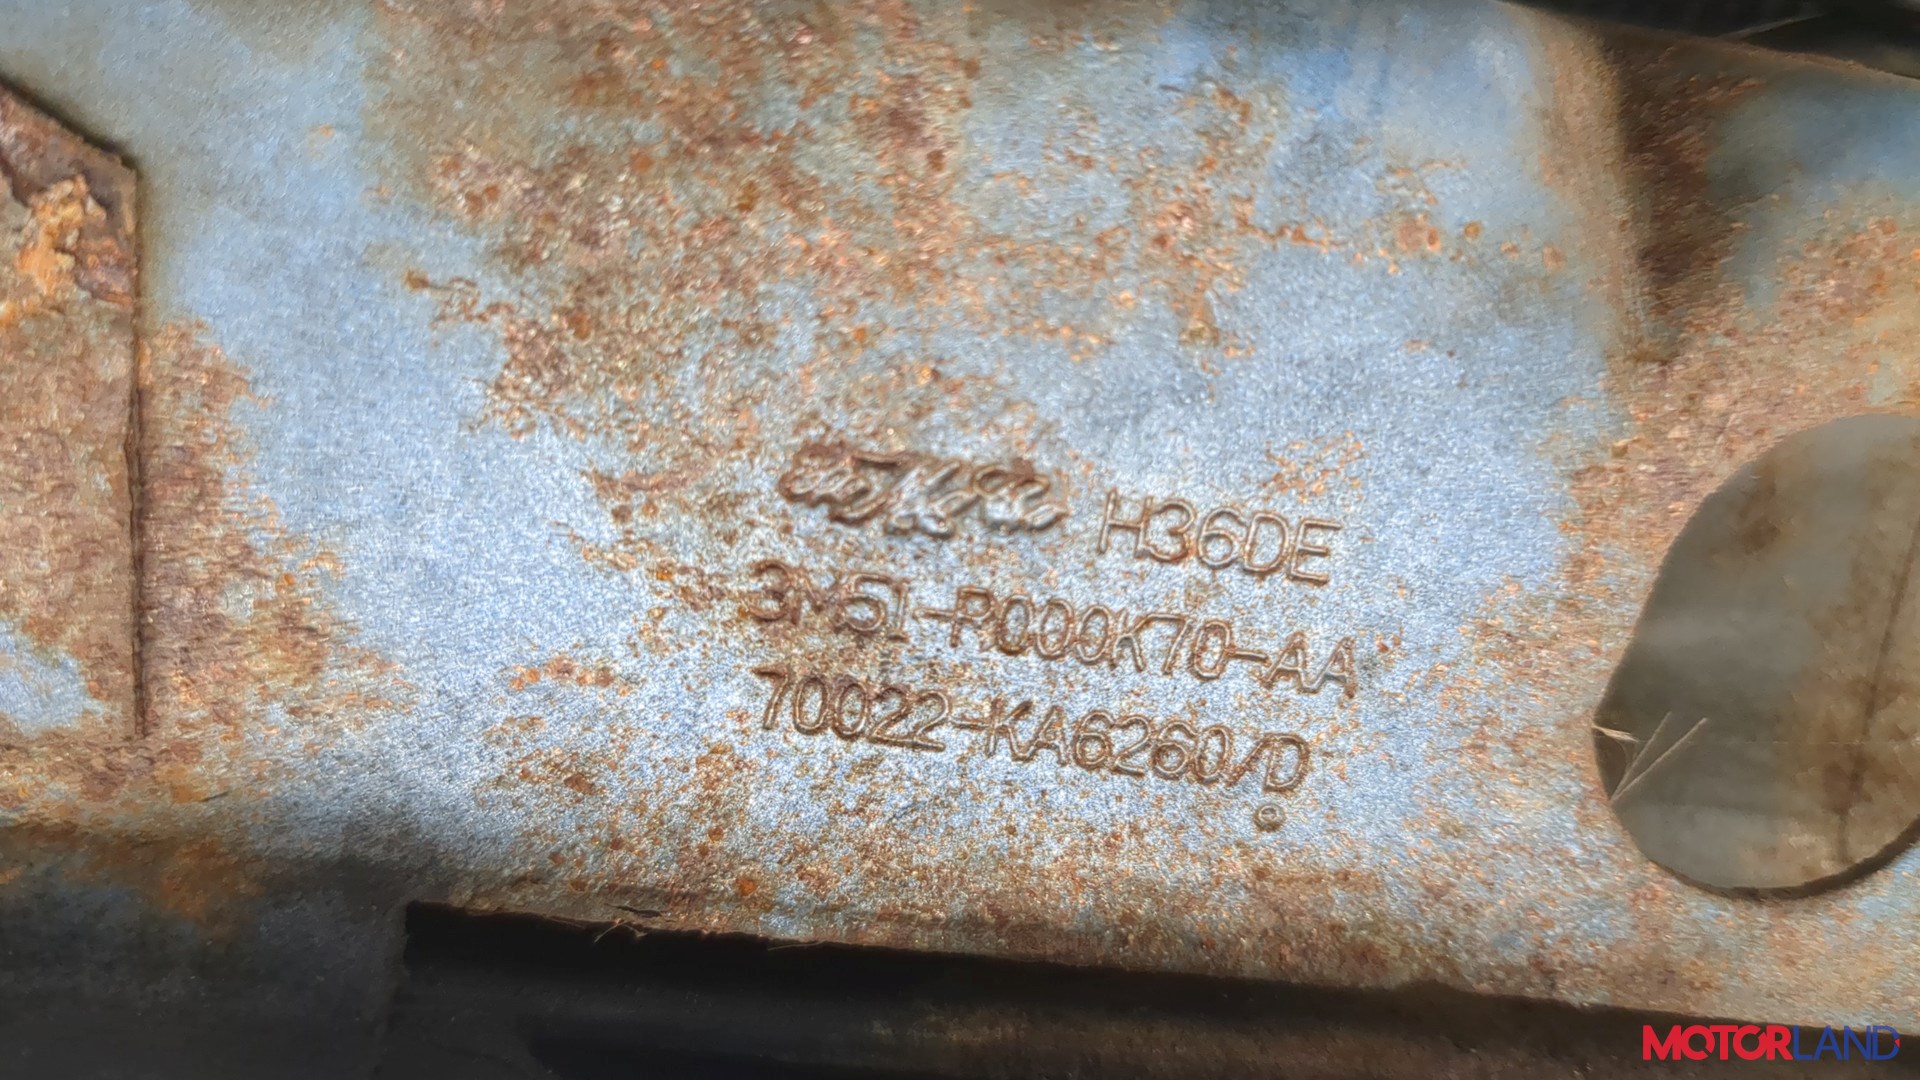 H36DE
3M51-R000K70-AA
70022-KA6260/D
©
MOTORLAND